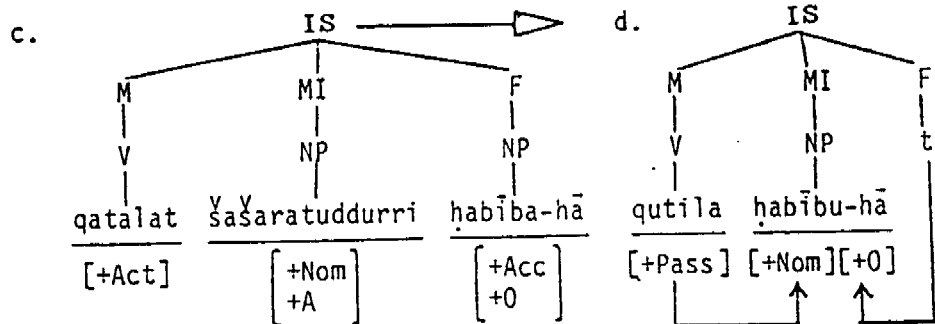 c. IS d. IS
M MI F M MI F
V NP NP V NP t
qatalat šašaratuddurri ḥabība-hā qutila ḥabību-hā
[+Act] [+Nom +A] [+Acc +O] [+Pass] [+Nom] [+O]